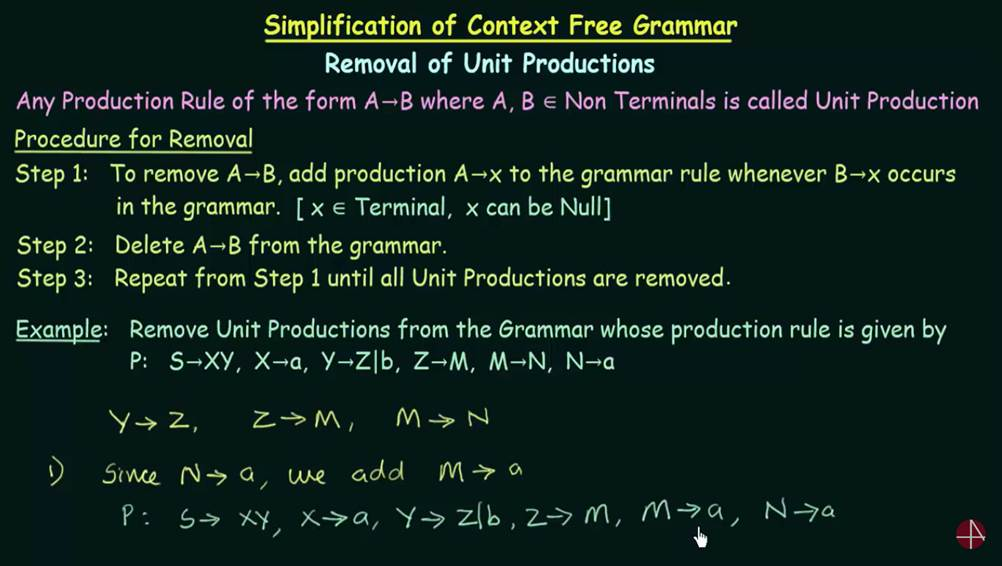 Simplification of Context Free Grammar
Removal of Unit Productions
Any Production Rule of the form A→B where A, B ∈ Non Terminals is called Unit Production
Procedure for Removal
Step 1: To remove A→B, add production A→x to the grammar rule whenever B→x occurs
in the grammar. [ x ∈ Terminal, x can be Null]
Step 2: Delete A→B from the grammar.
Step 3: Repeat from Step 1 until all Unit Productions are removed.
Example: Remove Unit Productions from the Grammar whose production rule is given by
P: S→XY, X→a, Y→Z|b, Z→M, M→N, N→a
Y→Z, Z→M, M→N
1) Since N→a, we add M→a
P: S→ XY, X→a, Y→ Z|b, Z→ M, M→a, N→a